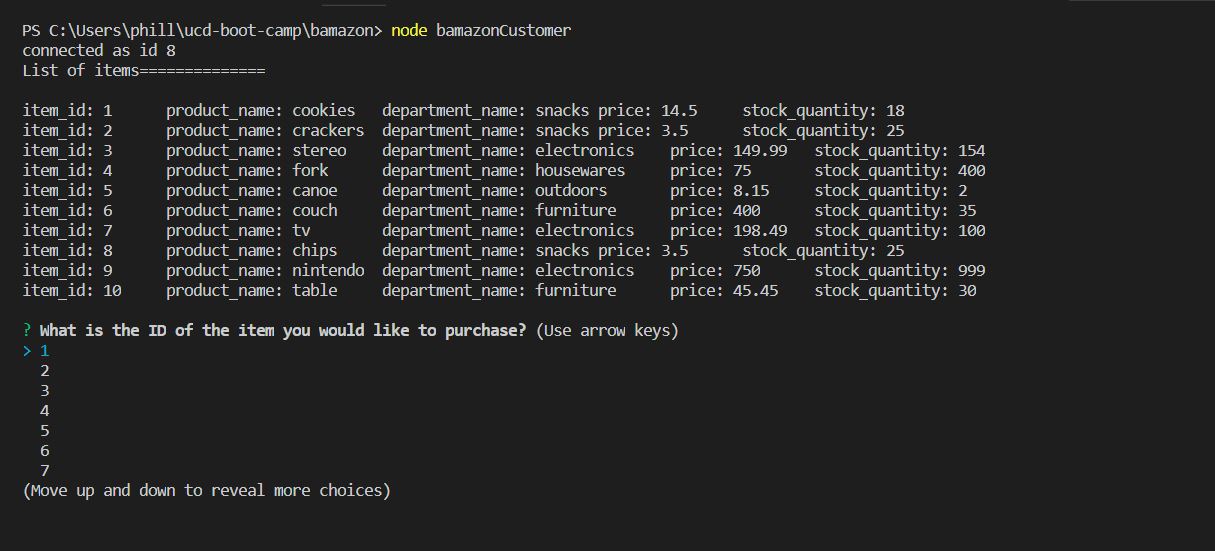 PS C:\Users\phill\ucd-boot-camp\bamazon> node bamazonCustomer
connected as id 8
List of items==============
item_id: 1      product_name: cookies   department_name: snacks price: 14.5     stock_quantity: 18
item_id: 2      product_name: crackers  department_name: snacks price: 3.5      stock_quantity: 25
item_id: 3      product_name: stereo    department_name: electronics    price: 149.99   stock_quantity: 154
item_id: 4      product_name: fork      department_name: housewares     price: 75       stock_quantity: 400
item_id: 5      product_name: canoe     department_name: outdoors       price: 8.15     stock_quantity: 2
item_id: 6      product_name: couch     department_name: furniture      price: 400      stock_quantity: 35
item_id: 7      product_name: tv        department_name: electronics    price: 198.49   stock_quantity: 100
item_id: 8      product_name: chips     department_name: snacks price: 3.5      stock_quantity: 25
item_id: 9      product_name: nintendo  department_name: electronics    price: 750      stock_quantity: 999
item_id: 10     product_name: table     department_name: furniture      price: 45.45    stock_quantity: 30
? What is the ID of the item you would like to purchase? (Use arrow keys)
> 1
  2
  3
  4
  5
  6
  7
(Move up and down to reveal more choices)